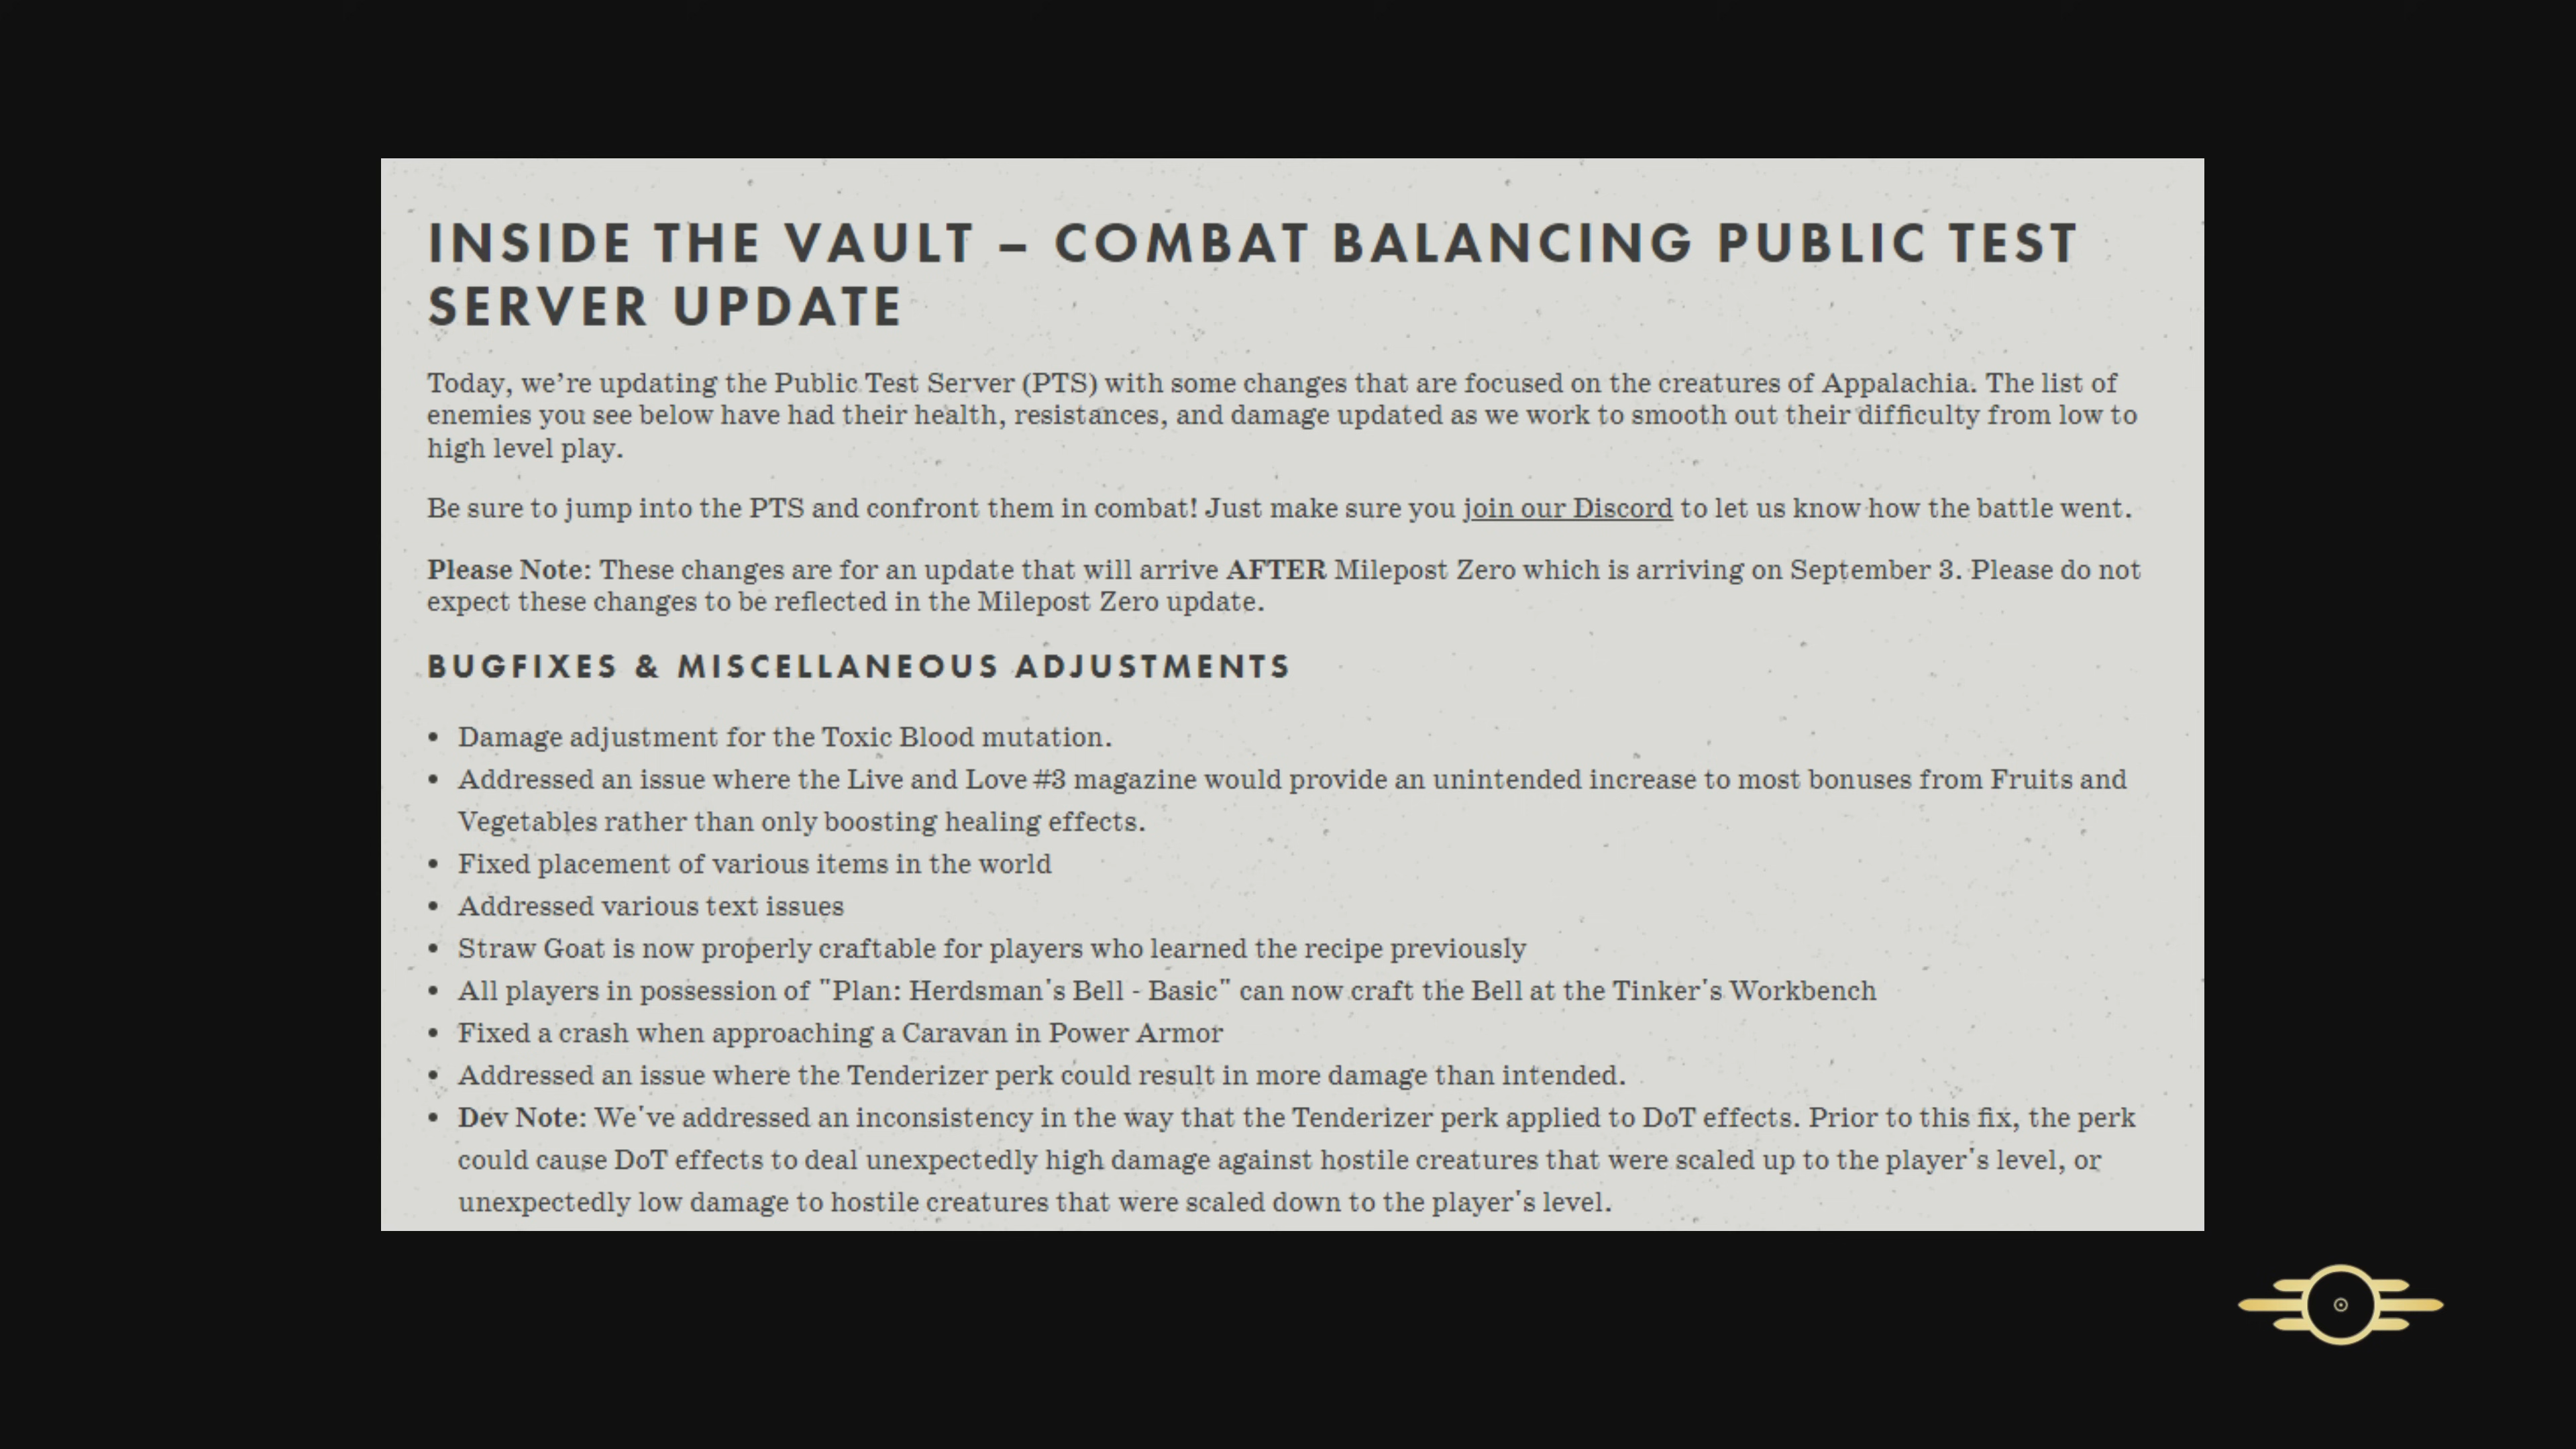 INSIDE THE VAULT – COMBAT BALANCING PUBLIC TEST
SERVER UPDATE
Today, we’re updating the Public Test Server (PTS) with some changes that are focused on the creatures of Appalachia. The list of
enemies you see below have had their health, resistances, and damage updated as we work to smooth out their difficulty from low to
high level play.
Be sure to jump into the PTS and confront them in combat! Just make sure you join our Discord to let us know how the battle went.
Please Note: These changes are for an update that will arrive AFTER Milepost Zero which is arriving on September 3. Please do not
expect these changes to be reflected in the Milepost Zero update.
BUGFIXES & MISCELLANEOUS ADJUSTMENTS
• Damage adjustment for the Toxic Blood mutation.
• Addressed an issue where the Live and Love #3 magazine would provide an unintended increase to most bonuses from Fruits and
Vegetables rather than only boosting healing effects.
• Fixed placement of various items in the world
• Addressed various text issues
• Straw Goat is now properly craftable for players who learned the recipe previously
• All players in possession of "Plan: Herdsman's Bell - Basic" can now craft the Bell at the Tinker's Workbench
• Fixed a crash when approaching a Caravan in Power Armor
• Addressed an issue where the Tenderizer perk could result in more damage than intended.
• Dev Note: We've addressed an inconsistency in the way that the Tenderizer perk applied to DoT effects. Prior to this fix, the perk
could cause DoT effects to deal unexpectedly high damage against hostile creatures that were scaled up to the player's level, or
unexpectedly low damage to hostile creatures that were scaled down to the player's level.